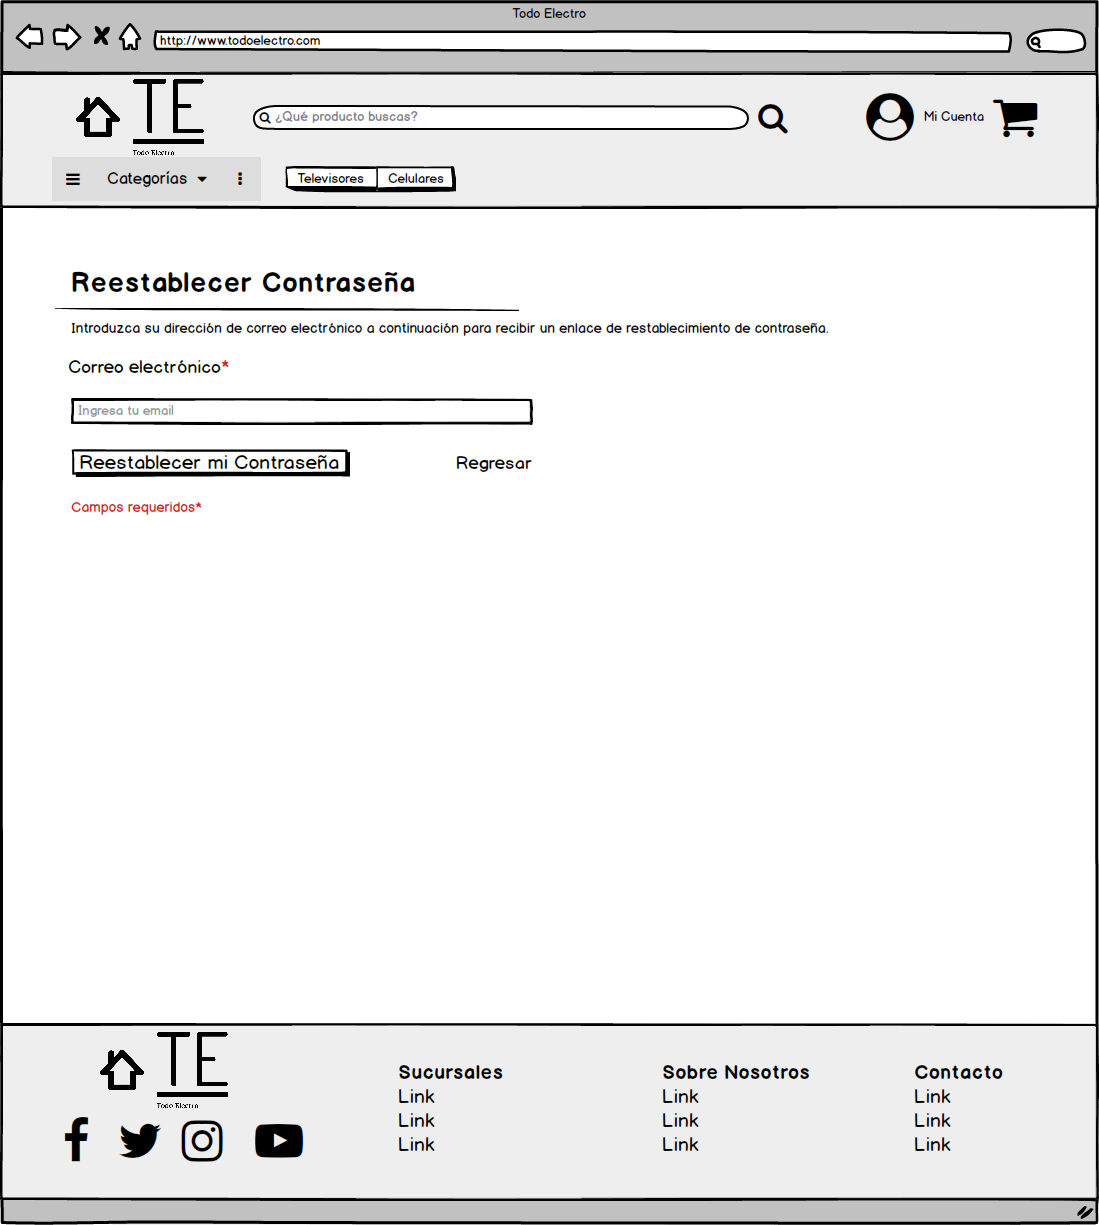 Todo Electro
http://www.todoelectro.com
TE
Todo Electro
¿Qué producto buscas?
Mi Cuenta
Categorías
Televisores
Celulares
Reestablecer Contraseña
Introduzca su dirección de correo electrónico a continuación para recibir un enlace de restablecimiento de contraseña.
Correo electrónico*
Ingresa tu email
Reestablecer mi Contraseña
Regresar
Campos requeridos*
TE
Todo Electro
Sucursales
Link
Link
Link
Sobre Nosotros
Link
Link
Link
Contacto
Link
Link
Link